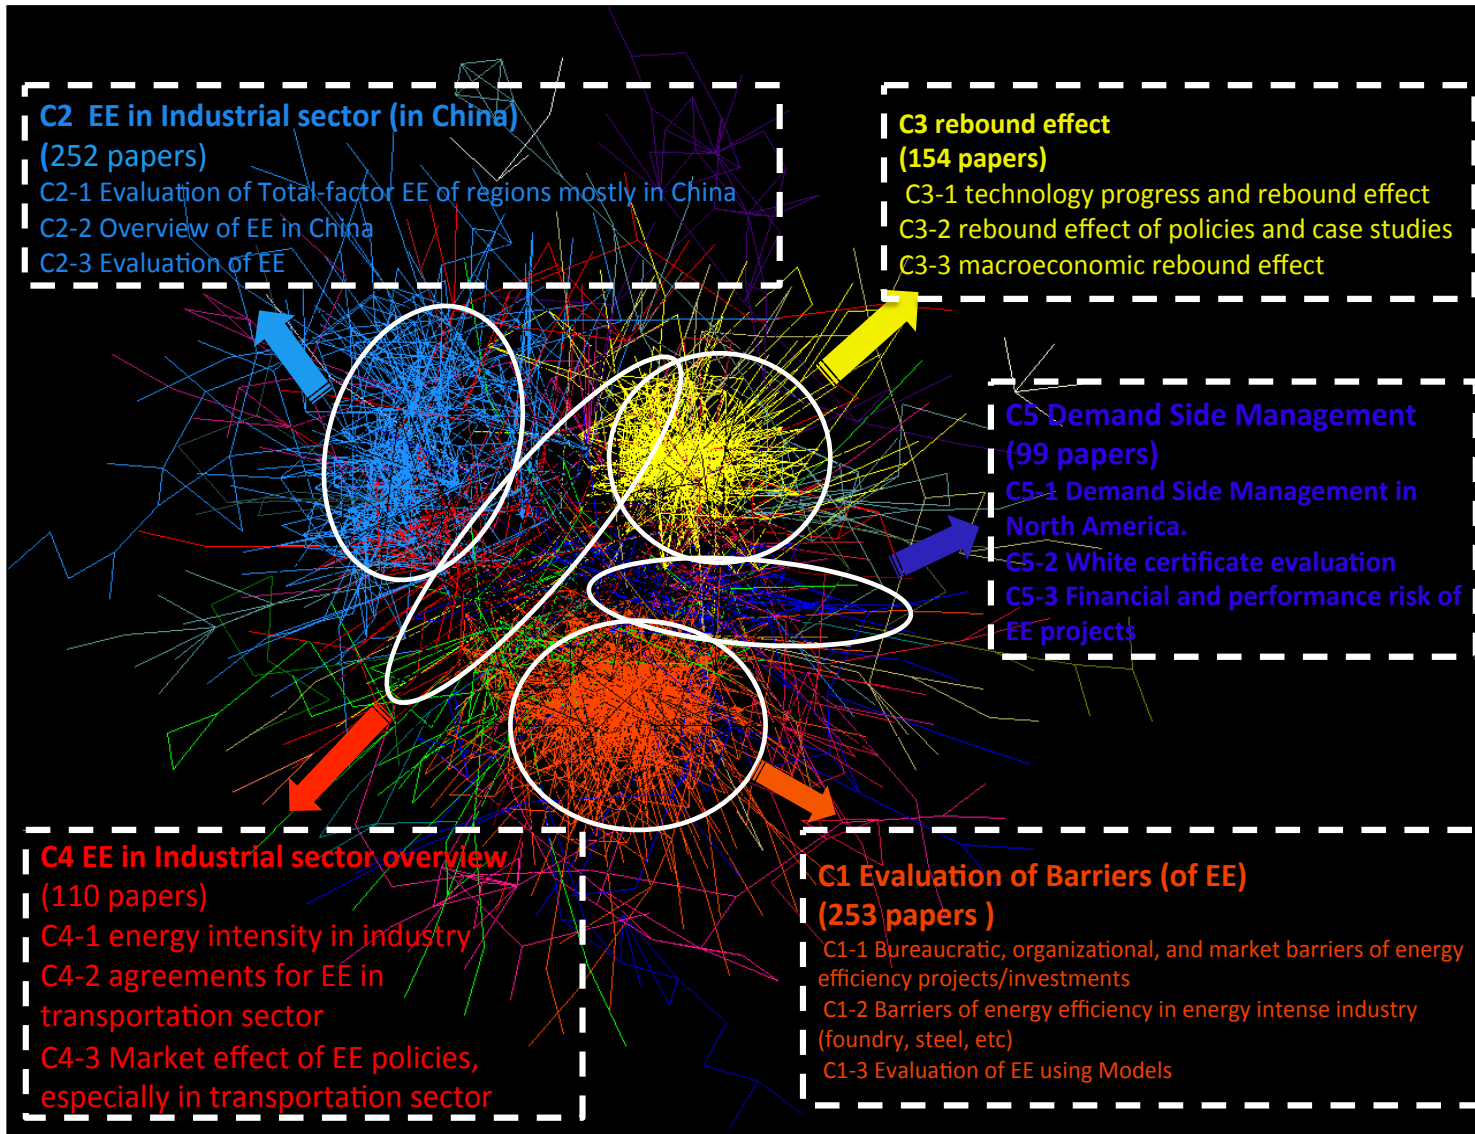 C2 EE in Industrial sector (in China)
(252 papers)
C2-1 Evaluation of Total-factor EE of regions mostly in China
C2-2 Overview of EE in China
C2-3 Evaluation of EE
C3 rebound effect
(154 papers)
C3-1 technology progress and rebound effect
C3-2 rebound effect of policies and case studies
C3-3 macroeconomic rebound effect
C5 Demand Side Management
(99 papers)
C5-1 Demand Side Management in
North America.
C5-2 White certificate evaluation
C5-3 Financial and performance risk of
EE projects
C4 EE in Industrial sector overview
(110 papers)
C4-1 energy intensity in industry
C4-2 agreements for EE in
transportation sector
C4-3 Market effect of EE policies,
especially in transportation sector
C1 Evaluation of Barriers (of EE)
(253 papers )
C1-1 Bureaucratic, organizational, and market barriers of energy
efficiency projects/investments
C1-2 Barriers of energy efficiency in energy intense industry
(foundry, steel, etc)
C1-3 Evaluation of EE using Models